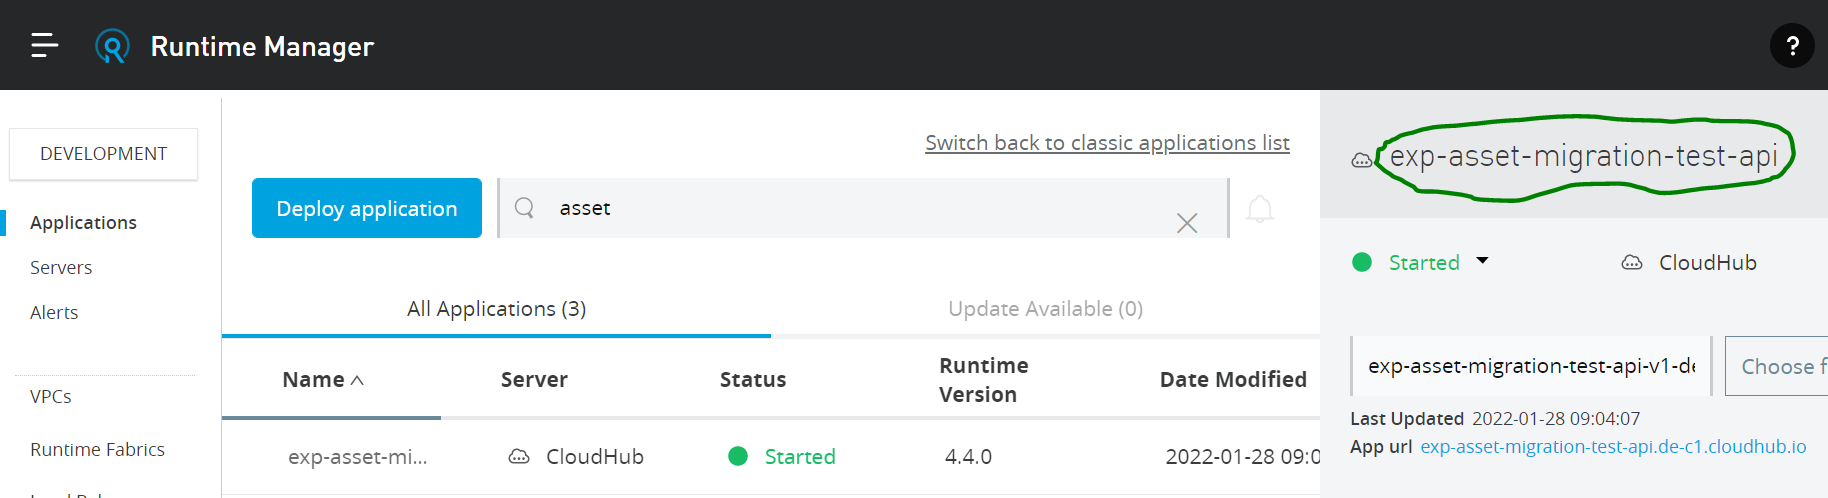 Runtime Manager
?
DEVELOPMENT
Applications
Servers
Alerts
VPCs
Runtime Fabrics
Switch back to classic applications list
Deploy application
asset
All Applications (3)
Update Available (0)
Name
Server
Status
Runtime
Version
Date Modified
exp-asset-mi...
CloudHub
Started
4.4.0
2022-01-28 09:0
exp-asset-migration-test-api
Started
CloudHub
exp-asset-migration-test-api-v1-de
Choose f
Last Updated 2022-01-28 09:04:07
App url exp-asset-migration-test-api.de-c1.cloudhub.io